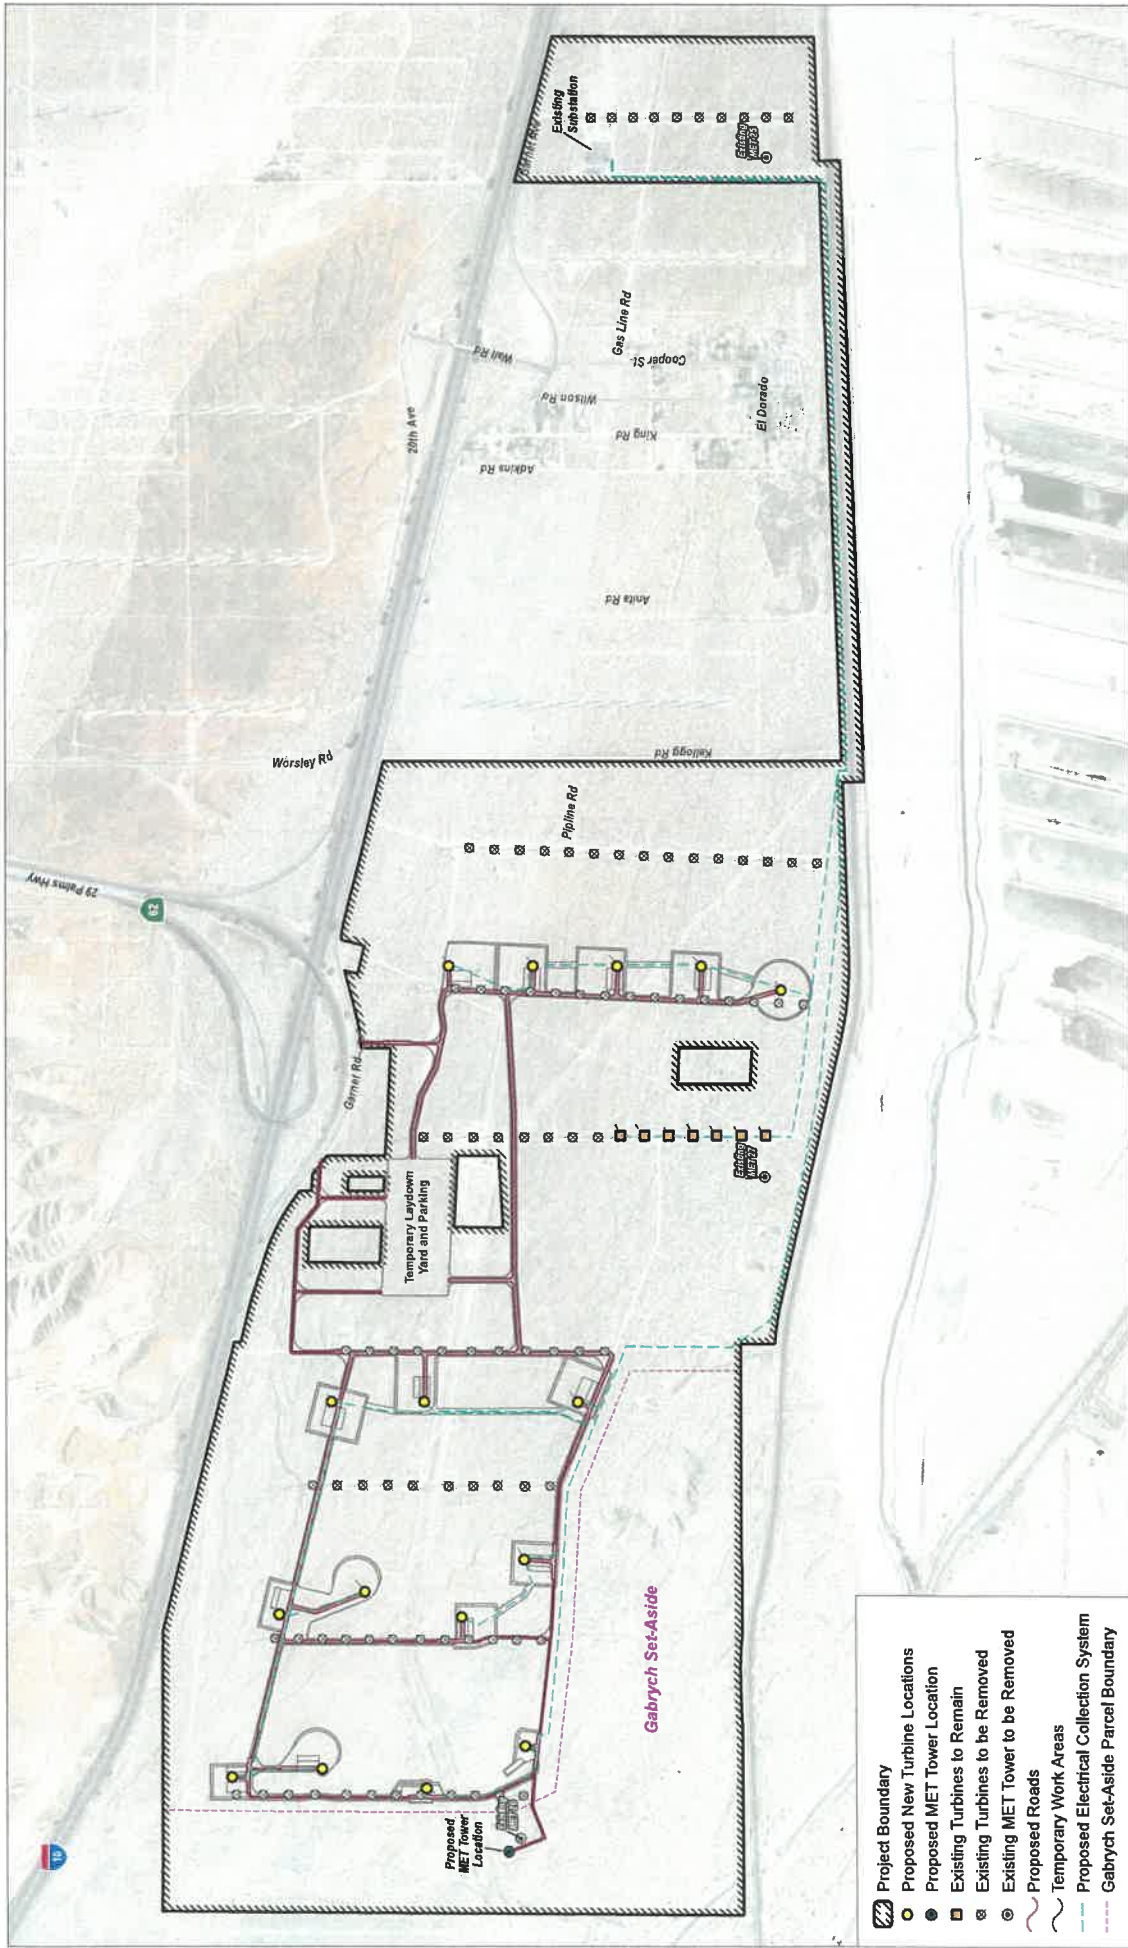 Existing
Substation
Existing
MET 25
Gas Line Rd
Cooper St
Wall Rd
Wilson Rd
King Rd
El Dorado
Adkins Rd
20th Ave
Anita Rd
Kellogg Rd
Worsley Rd
Pipline Rd
29 Palms Hwy
62
Garnet Rd
Existing
MET 27
Temporary Laydown
Yard and Parking
Gabrych Set-Aside
Proposed
MET Tower
Location
10
Project Boundary
Proposed New Turbine Locations
Proposed MET Tower Location
Existing Turbines to Remain
Existing Turbines to be Removed
Existing MET Tower to be Removed
Proposed Roads
Temporary Work Areas
Proposed Electrical Collection System
Gabrych Set-Aside Parcel Boundary